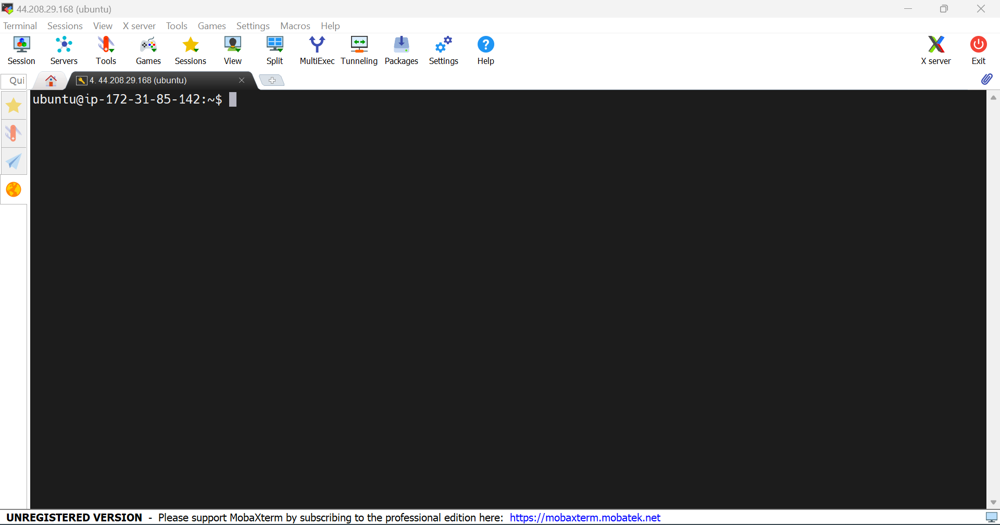 44.208.29.168 (ubuntu)
Terminal Sessions View X server Tools Games Settings Macros Help
Session Servers Tools Games Sessions View Split MultiExec Tunneling Packages Settings Help X server Exit
Qui 4. 44.208.29.168 (ubuntu)
ubuntu@ip-172-31-85-142:~$
UNREGISTERED VERSION - Please support MobaXterm by subscribing to the professional edition here: https://mobaxterm.mobatek.net